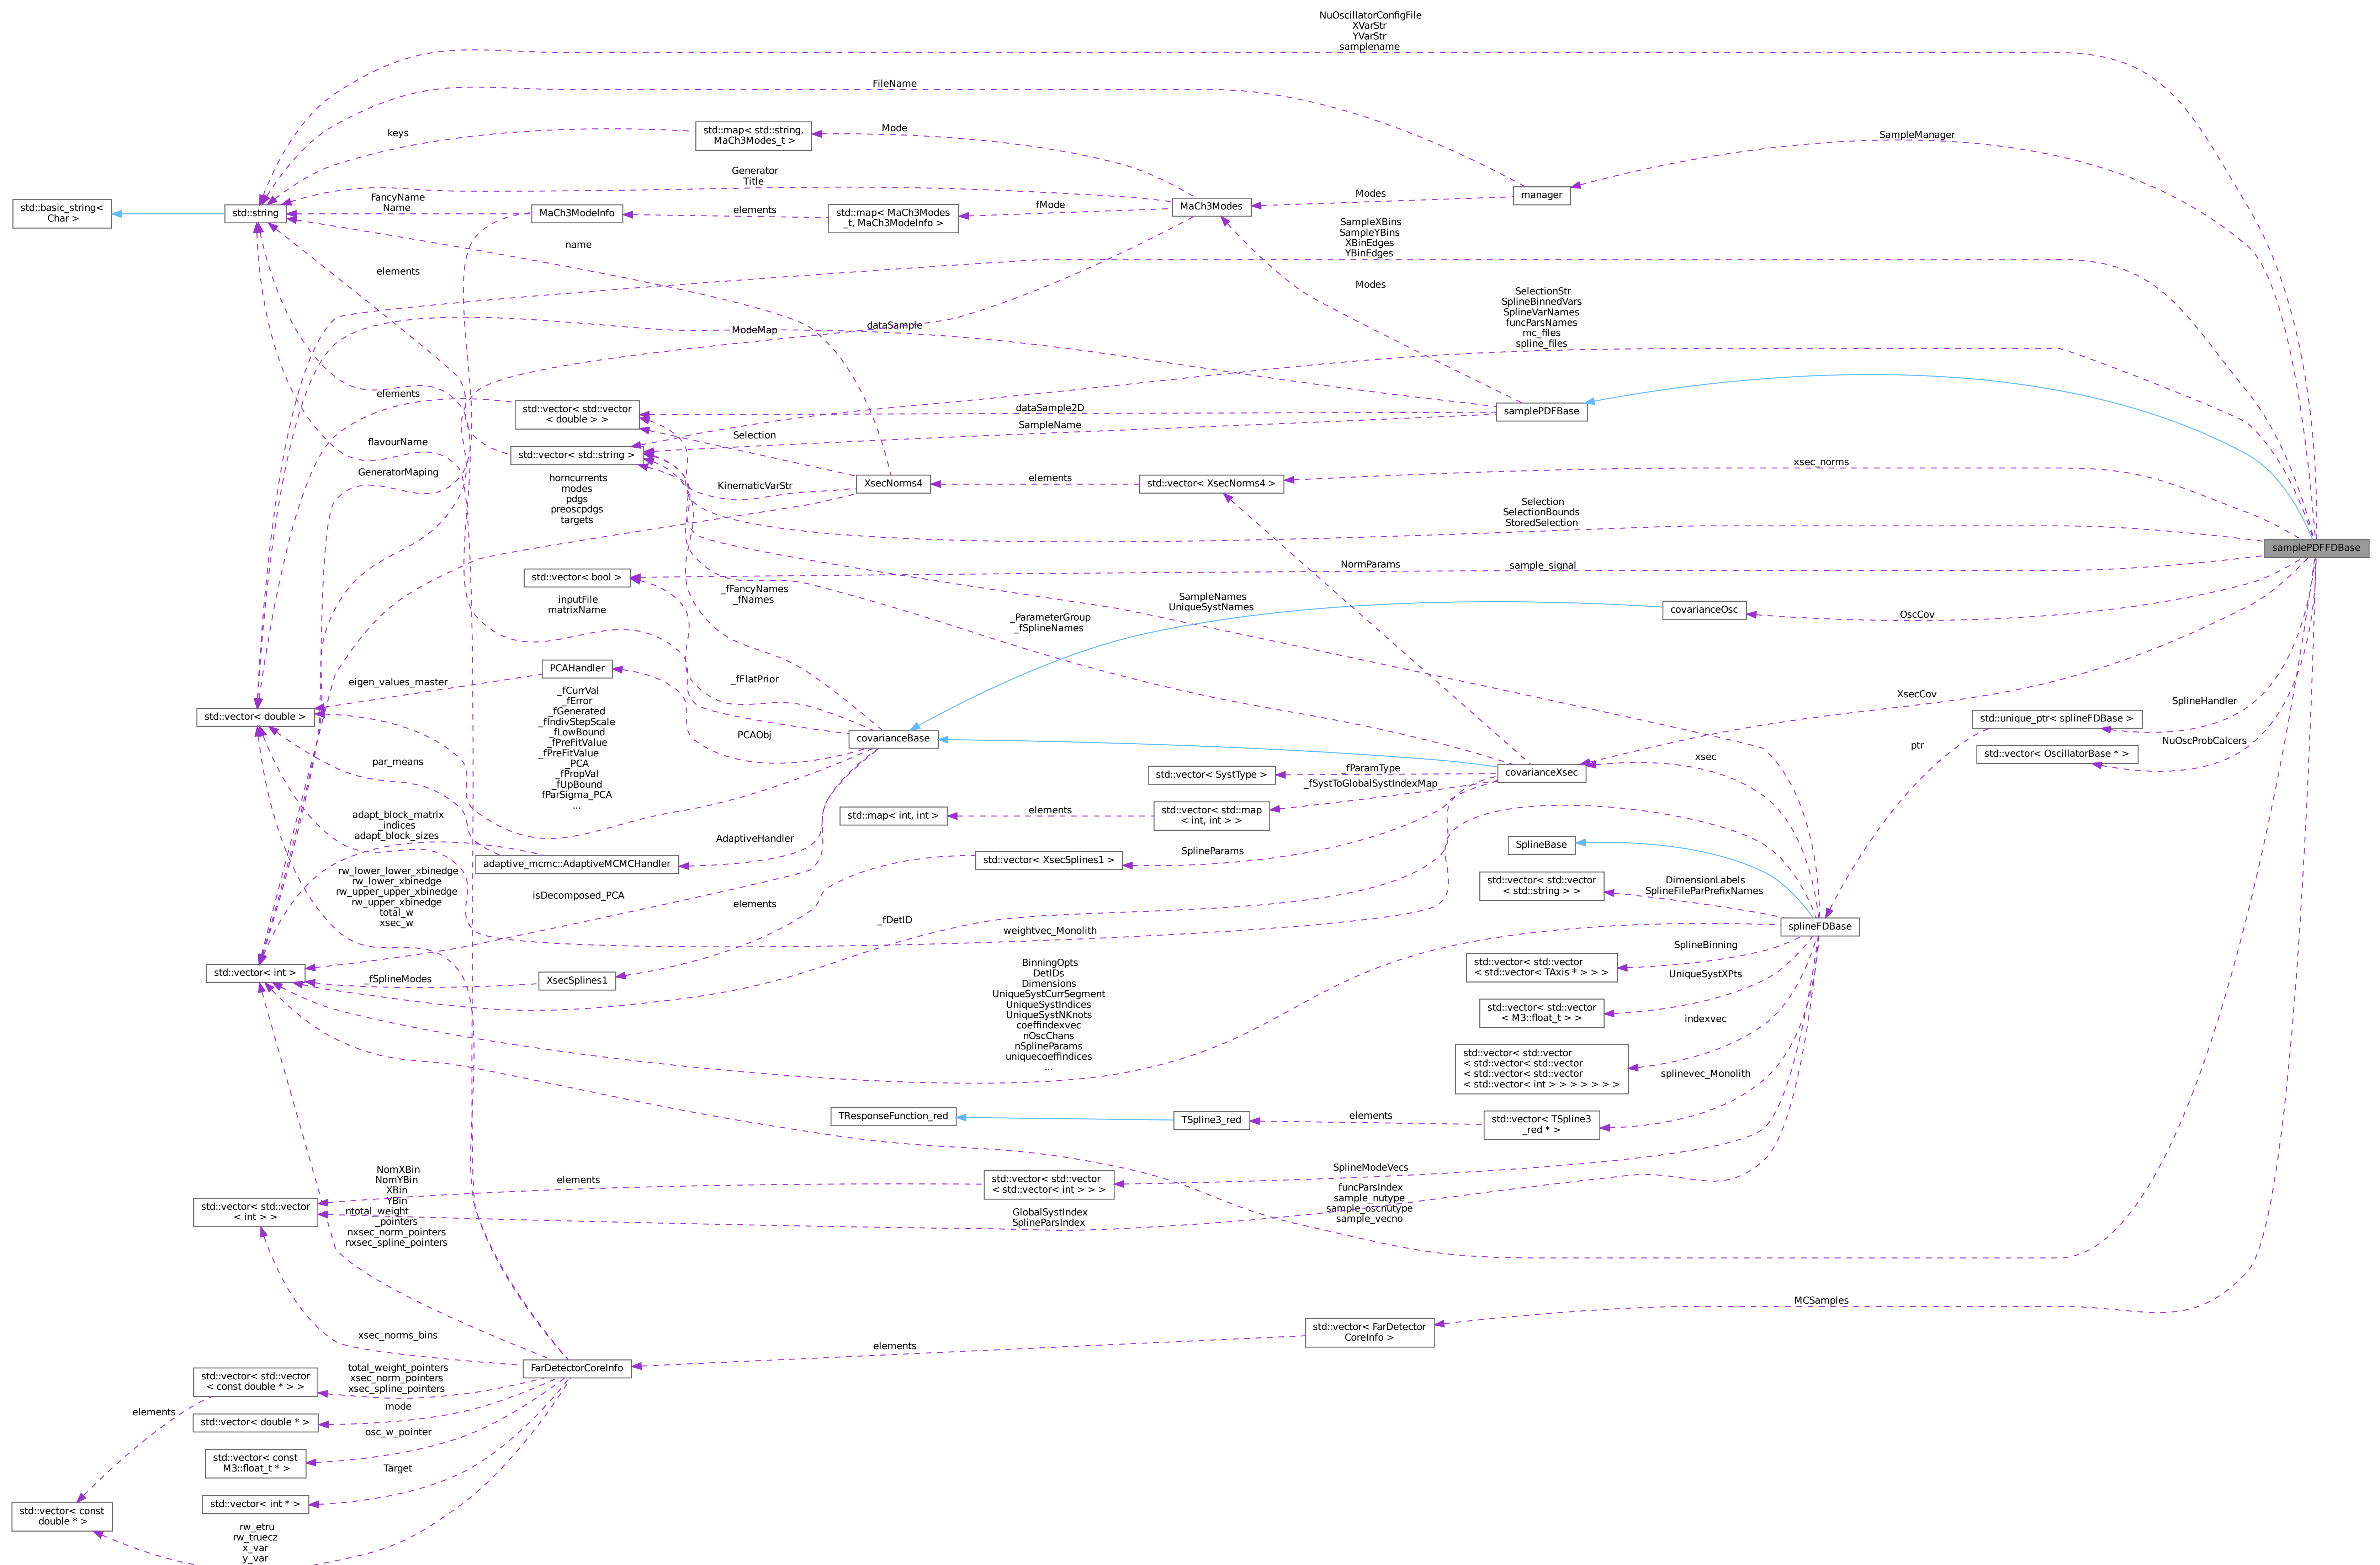 NuOscillatorConfigFile
XVarStr
YVarStr
samplename
FileName
keys
std::map< std::string,
MaCh3Modes_t >
Mode
SampleManager
Generator
Title
std::basic_string<
Char >
std::string
FancyName
Name
MaCh3ModeInfo
elements
std::map< MaCh3Modes
_t, MaCh3ModeInfo >
fMode
MaCh3Modes
Modes
manager
name
SampleXBins
SampleYBins
XBinEdges
YBinEdges
elements
Modes
SelectionStr
SplineBinnedVars
SplineVarNames
funcParsNames
mc_files
spline_files
ModeMap
dataSample
elements
std::vector< std::vector
< double > >
dataSample2D
samplePDFBase
SampleName
flavourName
std::vector< std::string >
Selection
GeneratorMaping
xsec_norms
horncurrents
modes
pdgs
preoscpdgs
targets
KinematicVarStr
XsecNorms4
elements
std::vector< XsecNorms4 >
Selection
SelectionBounds
StoredSelection
samplePDFFDBase
std::vector< bool >
NormParams
sample_signal
_fFancyNames
_fNames
inputFile
matrixName
SampleNames
UniqueSystNames
covarianceOsc
OscCov
_ParameterGroup
_fSplineNames
PCAHandler
eigen_values_master
_fFlatPrior
_fCurrVal
_fError
_fGenerated
_fIndivStepScale
_fLowBound
_fPreFitValue
_fPreFitValue
_PCA
_fPropVal
_fUpBound
fParSigma_PCA
...
XsecCov
SplineHandler
std::vector< double >
std::unique_ptr< splineFDBase >
PCAObj
covarianceBase
NuOscProbCalcers
ptr
std::vector< OscillatorBase * >
par_means
xsec
std::vector< SystType >
_fParamType
covarianceXsec
_fSystToGlobalSystIndexMap
std::map< int, int >
elements
std::vector< std::map
< int, int > >
adapt_block_matrix
_indices
adapt_block_sizes
AdaptiveHandler
SplineBase
adaptive_mcmc::AdaptiveMCMCHandler
std::vector< XsecSplines1 >
SplineParams
rw_lower_lower_xbinedge
rw_lower_xbinedge
rw_upper_upper_xbinedge
rw_upper_xbinedge
total_w
xsec_w
std::vector< std::vector
< std::string > >
DimensionLabels
SplineFileParPrefixNames
isDecomposed_PCA
elements
_fDetID
weightvec_Monolith
splineFDBase
SplineBinning
std::vector< std::vector
< std::vector< TAxis * > > >
std::vector< int >
_fSplineModes
XsecSplines1
BinningOpts
DetIDs
Dimensions
UniqueSystCurrSegment
UniqueSystIndices
UniqueSystNKnots
coeffindexvec
nOscChans
nSplineParams
uniquecoeffindices
...
UniqueSystXPts
std::vector< std::vector
< M3::float_t > >
indexvec
std::vector< std::vector
< std::vector< std::vector
< std::vector< std::vector
< std::vector< int > > > > > > >
splinevec_Monolith
TResponseFunction_red
TSpline3_red
elements
std::vector< TSpline3
_red * >
NomXBin
NomYBin
XBin
YBin
ntotal_weight
_pointers
nxsec_norm_pointers
nxsec_spline_pointers
SplineModeVecs
elements
std::vector< std::vector
< std::vector< int > > >
std::vector< std::vector
< int > >
GlobalSystIndex
SplineParsIndex
funcParsIndex
sample_nutype
sample_oscnutype
sample_vecno
MCSamples
std::vector< FarDetector
CoreInfo >
xsec_norms_bins
elements
FarDetectorCoreInfo
std::vector< std::vector
< const double * > >
total_weight_pointers
xsec_norm_pointers
xsec_spline_pointers
elements
mode
std::vector< double * >
osc_w_pointer
std::vector< const
M3::float_t * >
Target
std::vector< int * >
std::vector< const
double * >
rw_etru
rw_truecz
x_var
y_var